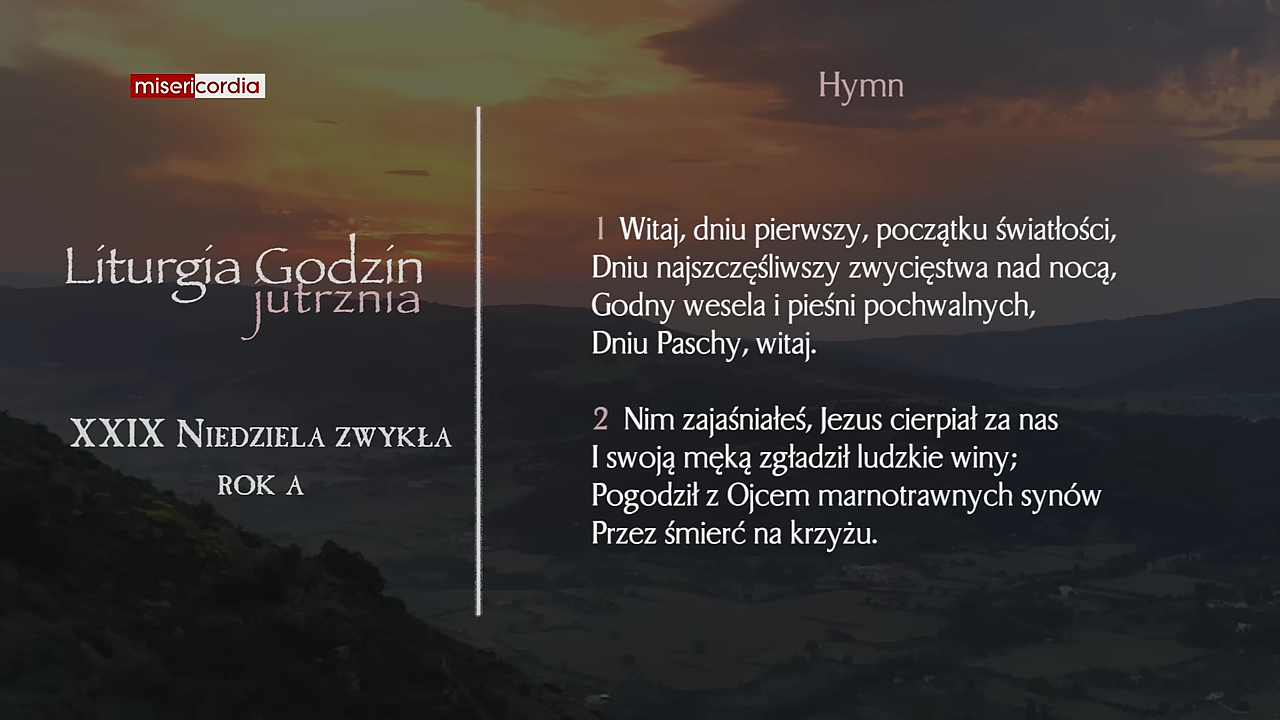 misericordia
Liturgia Godzin
jutrznia
XXIX Niedziela zwykła
rok A
Hymn
1 Witaj, dniu pierwszy, początku światłości,
Dniu najszczęśliwszy zwycięstwa nad nocą,
Godny wesela i pieśni pochwalnych,
Dniu Paschy, witaj.
2 Nim zajaśniałeś, Jezus cierpiał za nas
I swoją męką zgładził ludzkie winy;
Pogodził z Ojcem marnotrawnych synów
Przez śmierć na krzyżu.